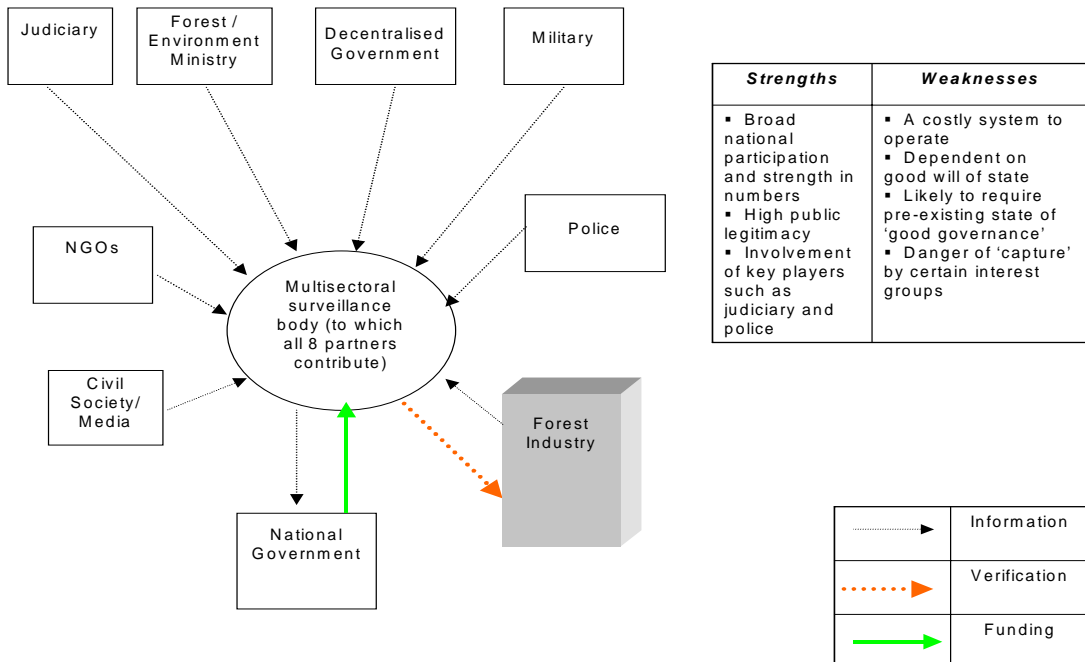 Judiciary
Forest /
Environment
Ministry
Decentralised
Government
Military
NGOs
Police
Multisectoral
surveillance
body (to which
all 8 partners
contribute)
Civil
Society/
Media
Forest
Industry
National
Government
Strengths
▪ Broad
national
participation
and strength in
numbers
▪ High public
legitimacy
▪ Involvement
of key players
such as
judiciary and
police
Weaknesses
▪ A costly system to
operate
▪ Dependent on
good will of state
▪ Likely to require
pre-existing state of
‘good governance’
▪ Danger of ‘capture’
by certain interest
groups
Information
Verification
Funding